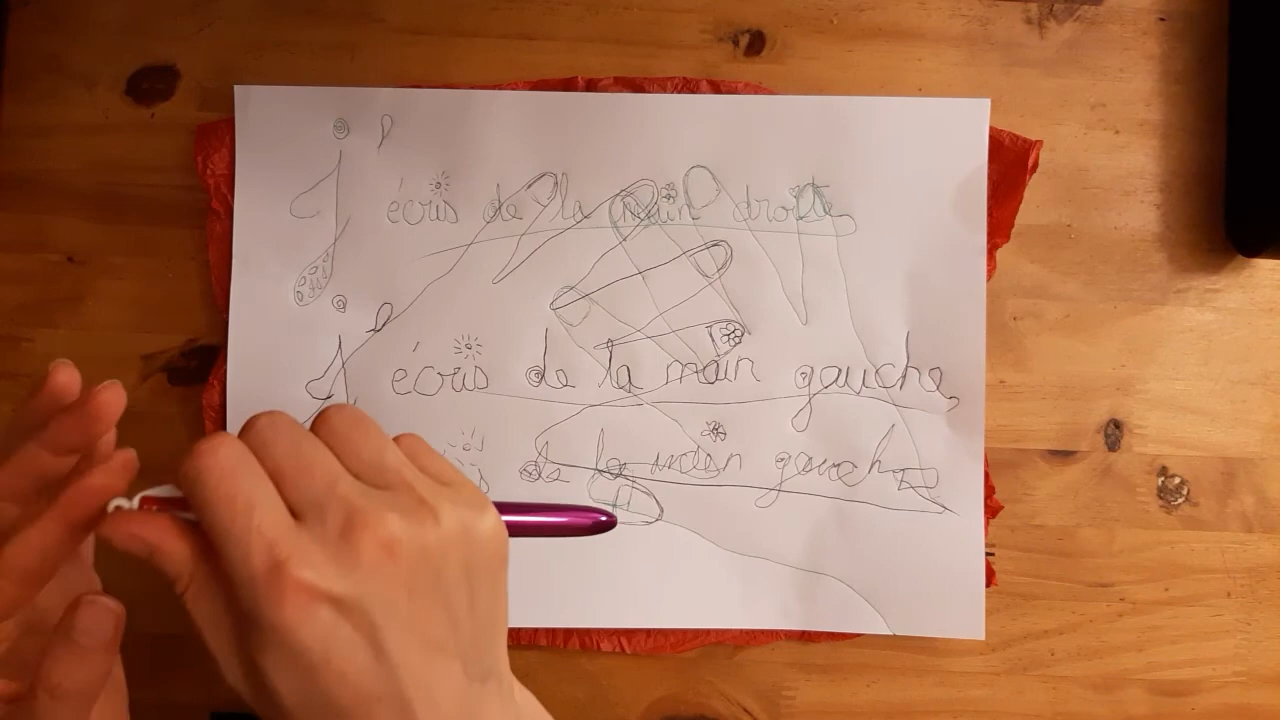 J'écris de la main droite
J'écris de la main gauche
de la main gauche